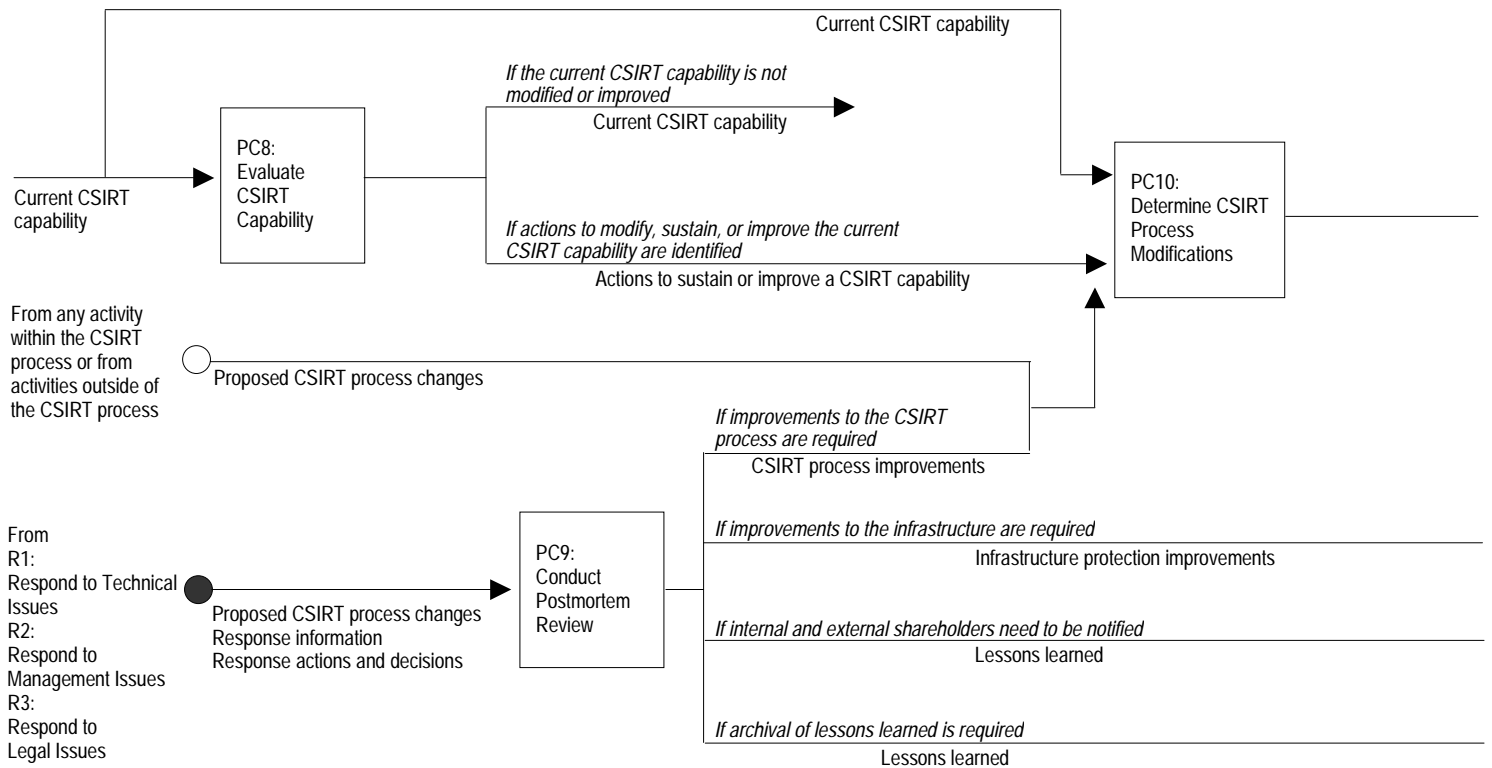 Current CSIRT capability
If the current CSIRT capability is not
modified or improved
Current CSIRT capability
PC8:
Evaluate
CSIRT
Capability
Current CSIRT
capability
PC10:
Determine CSIRT
Process
Modifications
If actions to modify, sustain, or improve the current
CSIRT capability are identified
Actions to sustain or improve a CSIRT capability
From any activity
within the CSIRT
process or from
activities outside of
the CSIRT process
Proposed CSIRT process changes
If improvements to the CSIRT
process are required
CSIRT process improvements
From
R1:
Respond to Technical
Issues
R2:
Respond to
Management Issues
R3:
Respond to
Legal Issues
Proposed CSIRT process changes
Response information
Response actions and decisions
PC9:
Conduct
Postmortem
Review
If improvements to the infrastructure are required
Infrastructure protection improvements
If internal and external shareholders need to be notified
Lessons learned
If archival of lessons learned is required
Lessons learned